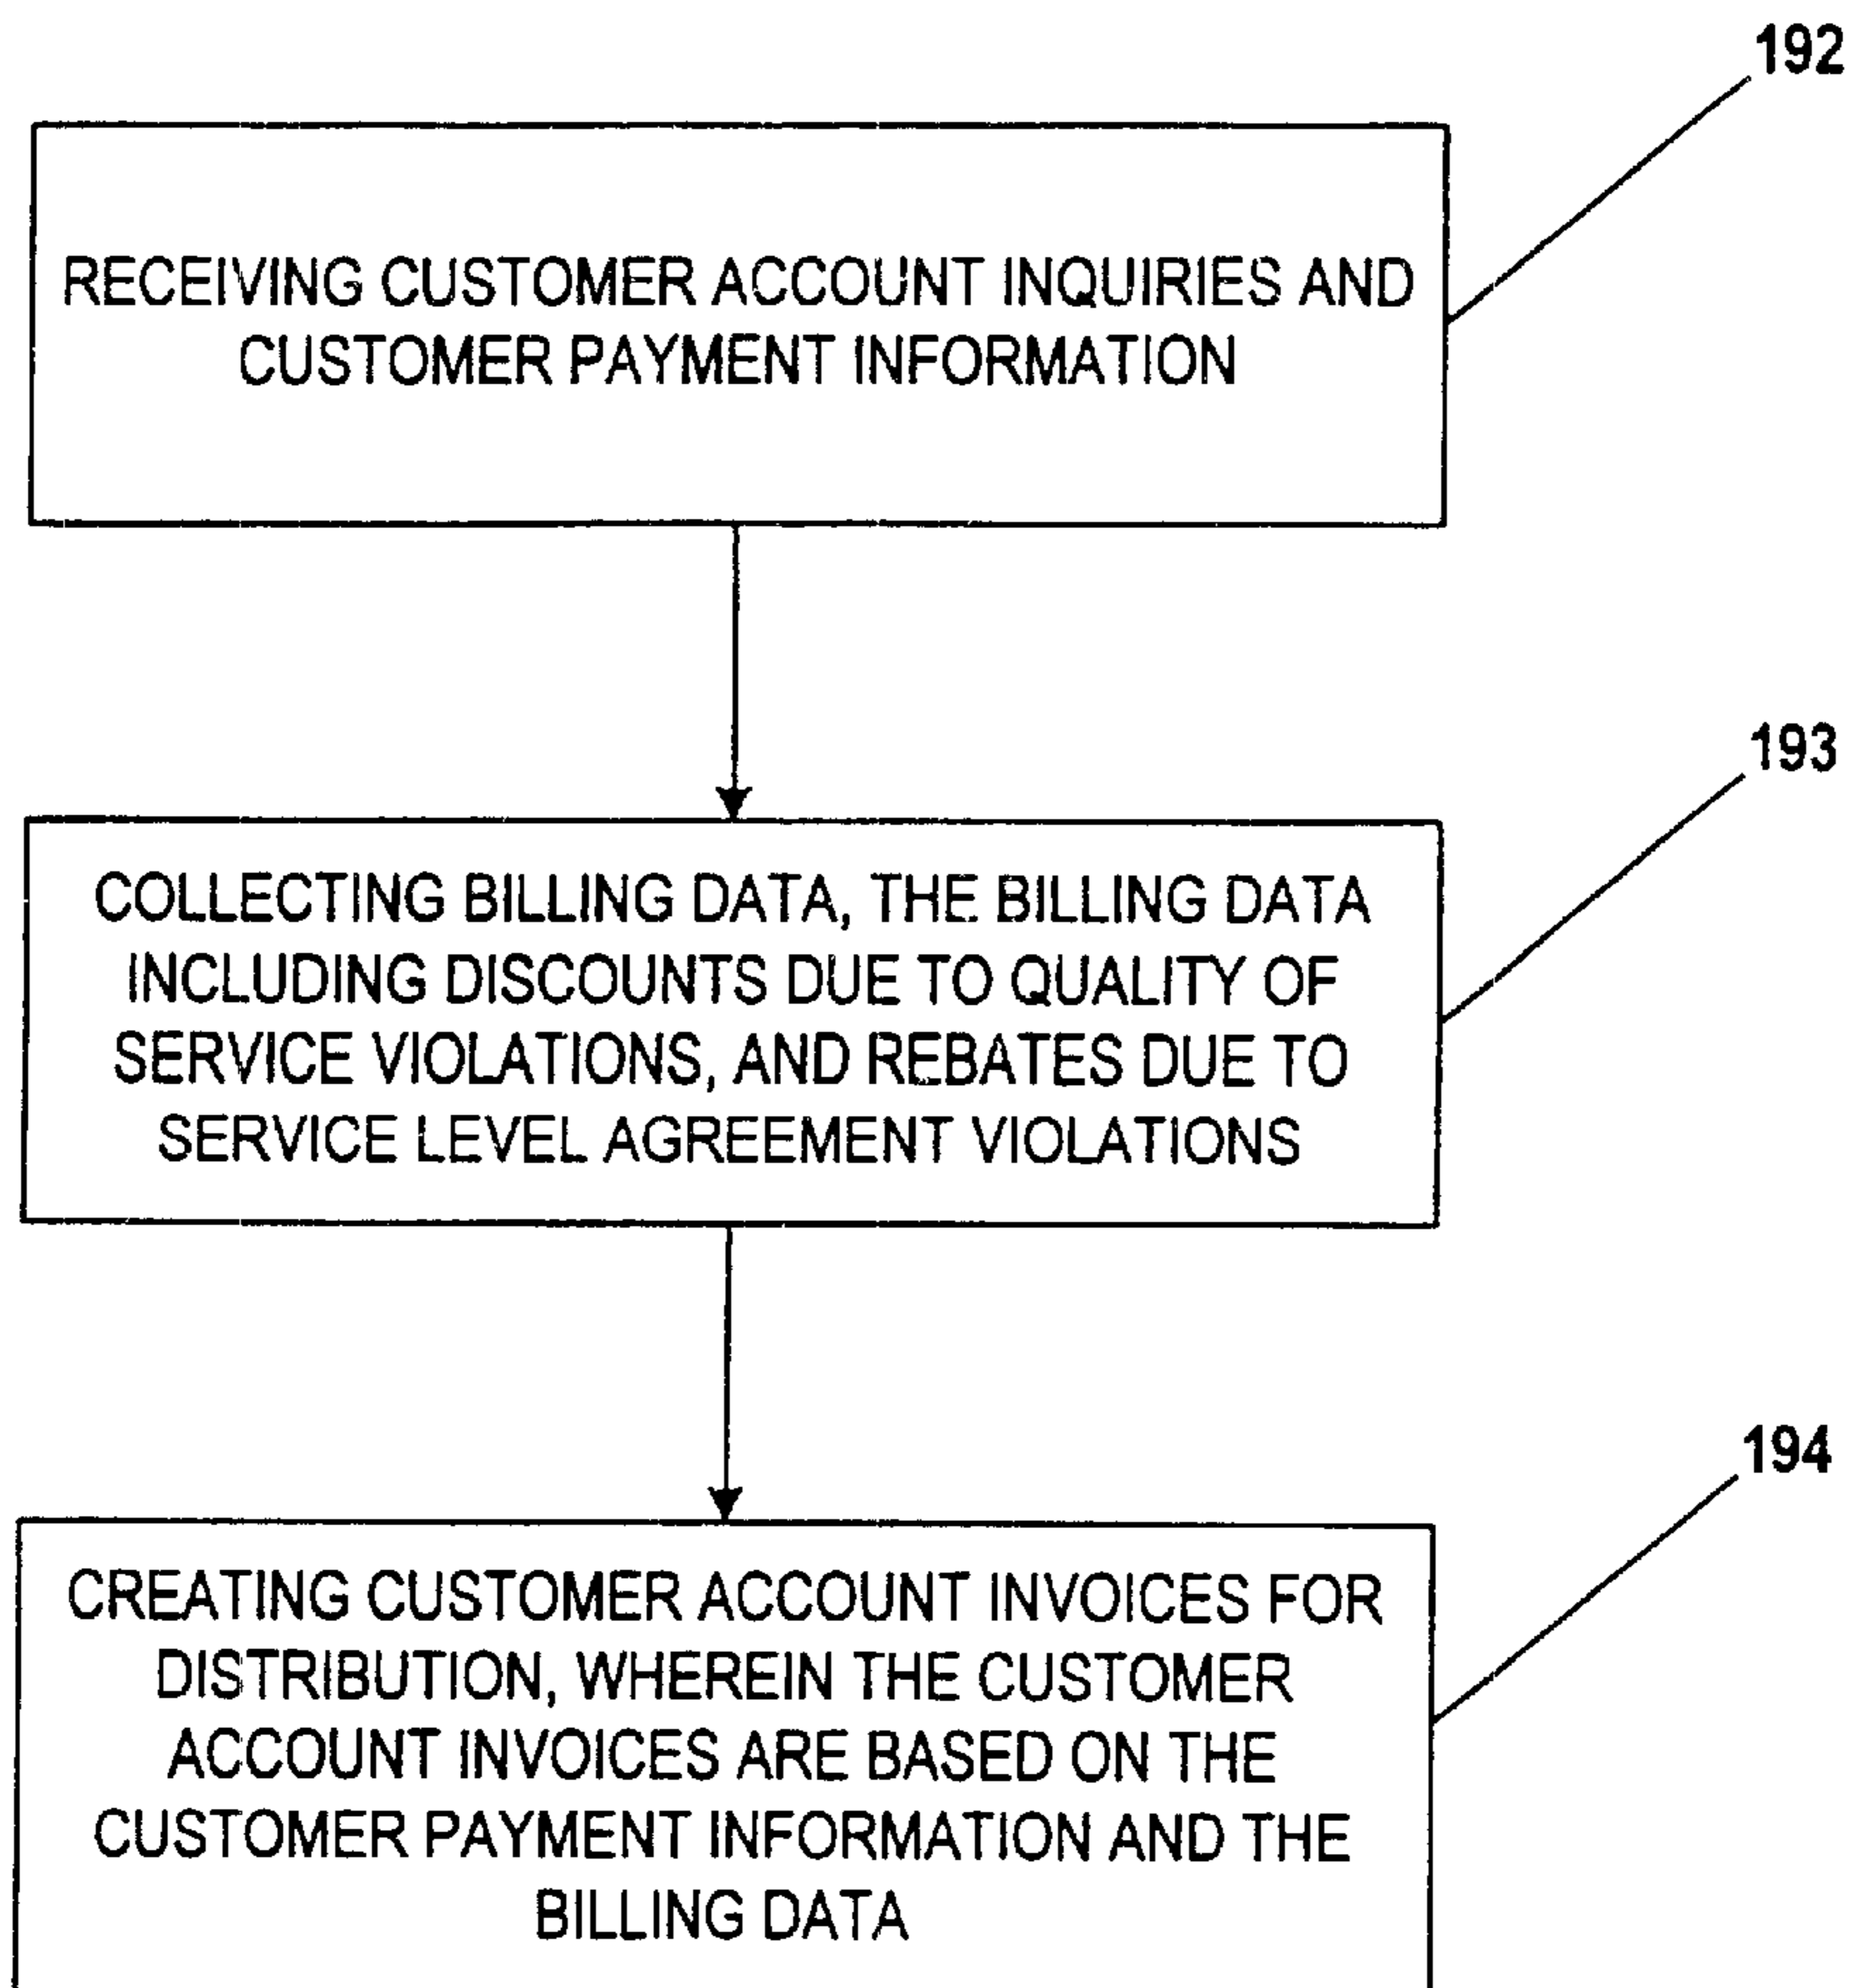 192
RECEIVING CUSTOMER ACCOUNT INQUIRIES AND
CUSTOMER PAYMENT INFORMATION
193
COLLECTING BILLING DATA, THE BILLING DATA
INCLUDING DISCOUNTS DUE TO QUALITY OF
SERVICE VIOLATIONS, AND REBATES DUE TO
SERVICE LEVEL AGREEMENT VIOLATIONS
194
CREATING CUSTOMER ACCOUNT INVOICES FOR
DISTRIBUTION, WHEREIN THE CUSTOMER
ACCOUNT INVOICES ARE BASED ON THE
CUSTOMER PAYMENT INFORMATION AND THE
BILLING DATA